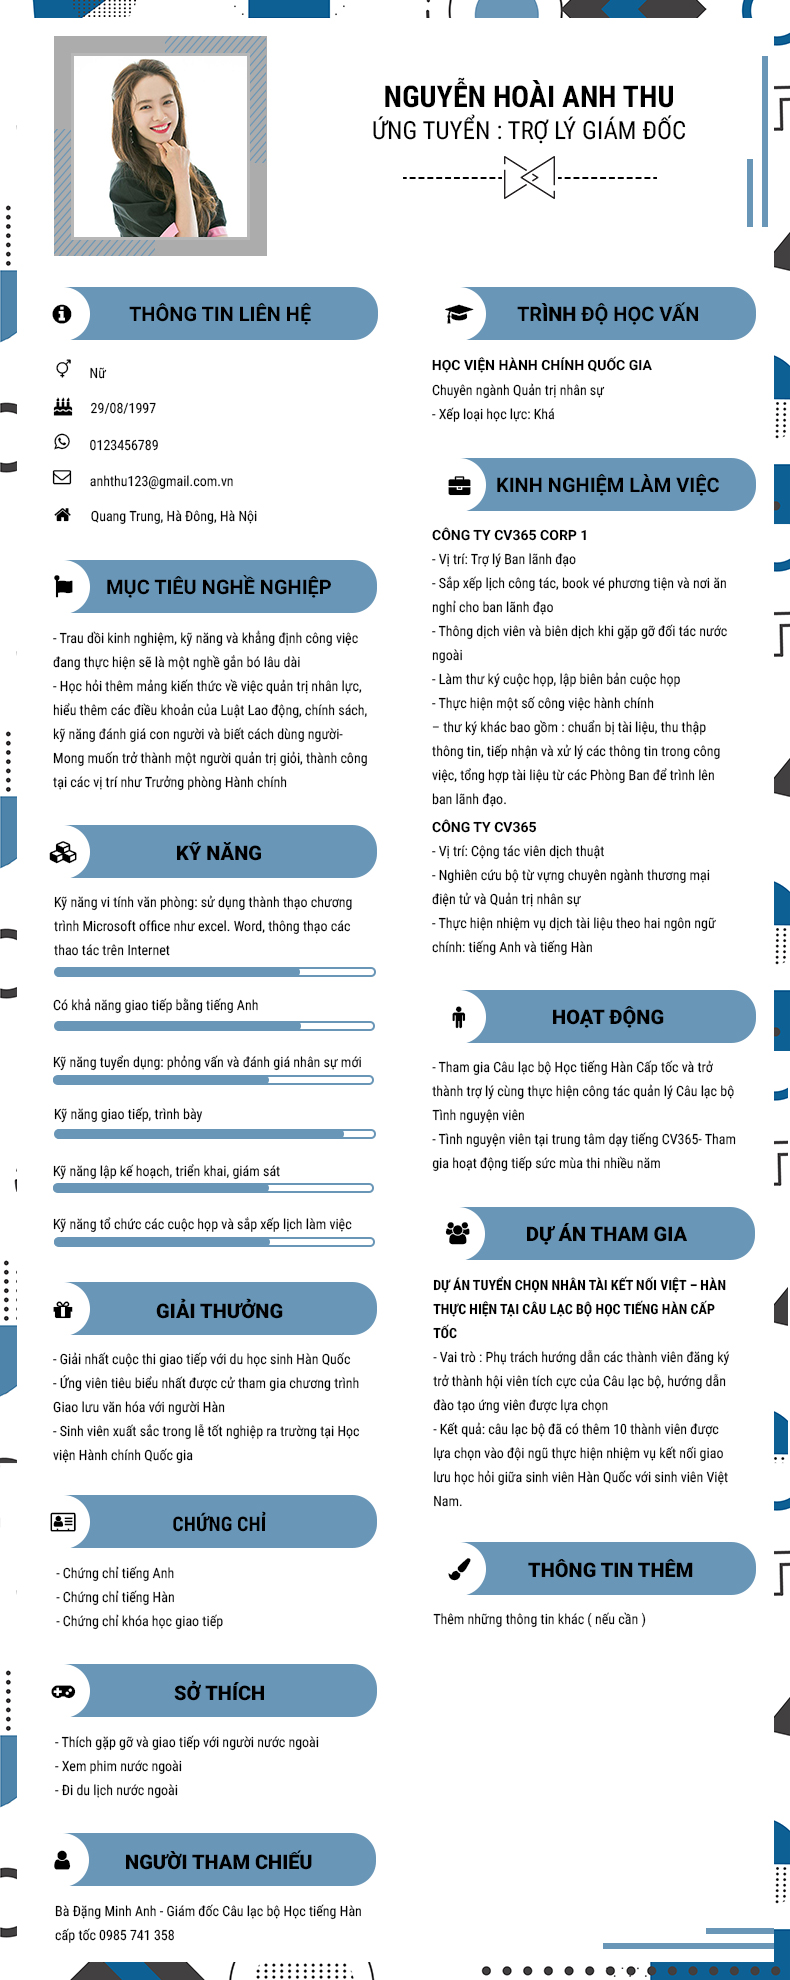 NGUYỄN HOÀI ANH THU
ỨNG TUYỂN : TRỢ LÝ GIÁM ĐỐC
THÔNG TIN LIÊN HỆ
Nữ
29/08/1997
0123456789
anhthu123@gmail.com.vn
Quang Trung, Hà Đông, Hà Nội
MỤC TIÊU NGHỀ NGHIỆP
- Trau dồi kinh nghiệm, kỹ năng và khẳng định công việc
đang thực hiện sẽ là một nghề gắn bó lâu dài
- Học hỏi thêm mảng kiến thức về việc quản trị nhân lực,
hiểu thêm các điều khoản của Luật Lao động, chính sách,
kỹ năng đánh giá con người và biết cách dùng người-
Mong muốn trở thành một người quản trị giỏi, thành công
tại các vị trí như Trưởng phòng Hành chính
KỸ NĂNG
Kỹ năng vi tính văn phòng: sử dụng thành thạo chương
trình Microsoft office như excel. Word, thông thạo các
thao tác trên Internet
Có khả năng giao tiếp bằng tiếng Anh
Kỹ năng tuyển dụng: phỏng vấn và đánh giá nhân sự mới
Kỹ năng giao tiếp, trình bày
Kỹ năng lập kế hoạch, triển khai, giám sát
Kỹ năng tổ chức các cuộc họp và sắp xếp lịch làm việc
GIẢI THƯỞNG
- Giải nhất cuộc thi giao tiếp với du học sinh Hàn Quốc
- Ứng viên tiêu biểu nhất được cử tham gia chương trình
Giao lưu văn hóa với người Hàn
- Sinh viên xuất sắc trong lễ tốt nghiệp ra trường tại Học
viện Hành chính Quốc gia
CHỨNG CHỈ
- Chứng chỉ tiếng Anh
- Chứng chỉ tiếng Hàn
- Chứng chỉ khóa học giao tiếp
SỞ THÍCH
- Thích gặp gỡ và giao tiếp với người nước ngoài
- Xem phim nước ngoài
- Đi du lịch nước ngoài
NGƯỜI THAM CHIẾU
Bà Đặng Minh Anh - Giám đốc Câu lạc bộ Học tiếng Hàn
cấp tốc 0985 741 358
TRÌNH ĐỘ HỌC VẤN
HỌC VIỆN HÀNH CHÍNH QUỐC GIA
Chuyên ngành Quản trị nhân sự
- Xếp loại học lực: Khá
KINH NGHIỆM LÀM VIỆC
CÔNG TY CV365 CORP 1
- Vị trí: Trợ lý Ban lãnh đạo
- Sắp xếp lịch công tác, book vé phương tiện và nơi ăn
nghỉ cho ban lãnh đạo
- Thông dịch viên và biên dịch khi gặp gỡ đối tác nước
ngoài
- Làm thư ký cuộc họp, lập biên bản cuộc họp
- Thực hiện một số công việc hành chính
– thư ký khác bao gồm : chuẩn bị tài liệu, thu thập
thông tin, tiếp nhận và xử lý các thông tin trong công
việc, tổng hợp tài liệu từ các Phòng Ban để trình lên
ban lãnh đạo.
CÔNG TY CV365
- Vị trí: Cộng tác viên dịch thuật
- Nghiên cứu bộ từ vựng chuyên ngành thương mại
điện tử và Quản trị nhân sự
- Thực hiện nhiệm vụ dịch tài liệu theo hai ngôn ngữ
chính: tiếng Anh và tiếng Hàn
HOẠT ĐỘNG
- Tham gia Câu lạc bộ Học tiếng Hàn Cấp tốc và trở
thành trợ lý cùng thực hiện công tác quản lý Câu lạc bộ
Tình nguyện viên
- Tình nguyện viên tại trung tâm dạy tiếng CV365- Tham
gia hoạt động tiếp sức mùa thi nhiều năm
DỰ ÁN THAM GIA
DỰ ÁN TUYỂN CHỌN NHÂN TÀI KẾT NỐI VIỆT – HÀN
THỰC HIỆN TẠI CÂU LẠC BỘ HỌC TIẾNG HÀN CẤP
TỐC
- Vai trò : Phụ trách hướng dẫn các thành viên đăng ký
trở thành hội viên tích cực của Câu lạc bộ, hướng dẫn
đào tạo ứng viên được lựa chọn
- Kết quả: câu lạc bộ đã có thêm 10 thành viên được
lựa chọn vào đội ngũ thực hiện nhiệm vụ kết nối giao
lưu học hỏi giữa sinh viên Hàn Quốc với sinh viên Việt
Nam.
THÔNG TIN THÊM
Thêm những thông tin khác ( nếu cần )